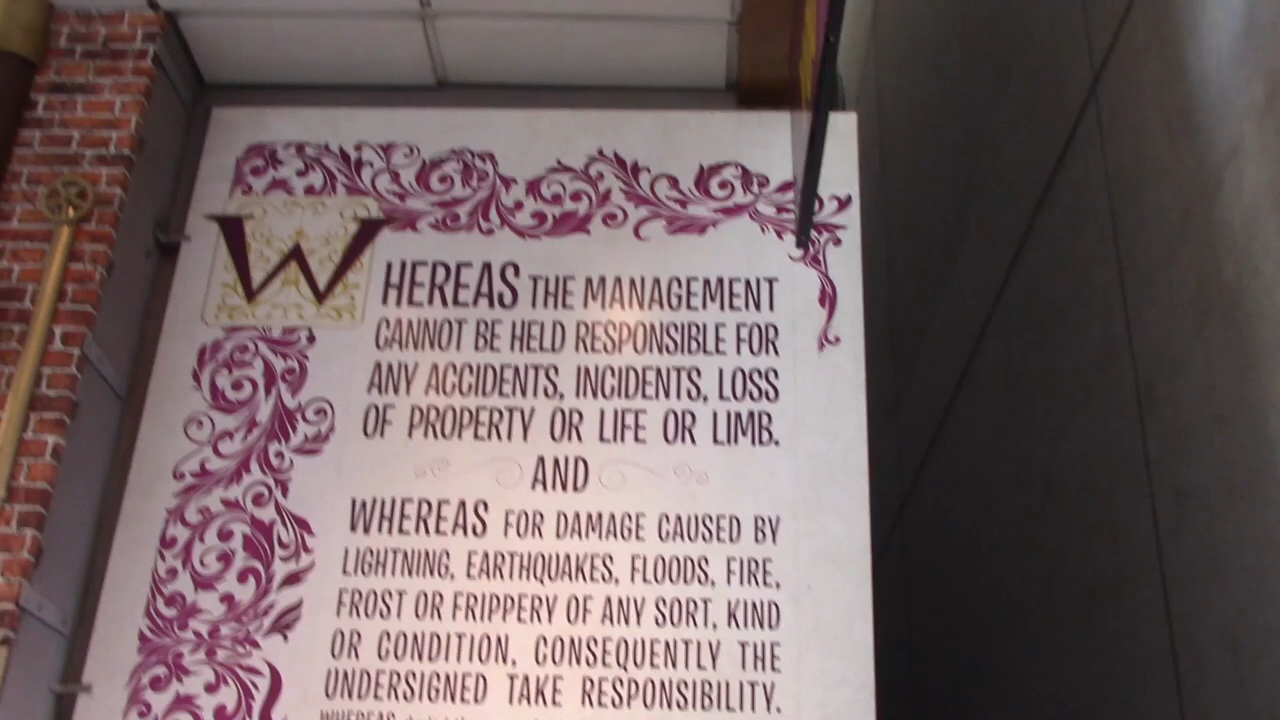 WHEREAS THE MANAGEMENT
CANNOT BE HELD RESPONSIBLE FOR
ANY ACCIDENTS, INCIDENTS, LOSS
OF PROPERTY OR LIFE OR LIMB.
AND
WHEREAS FOR DAMAGE CAUSED BY
LIGHTNING, EARTHQUAKES, FLOODS, FIRE,
FROST OR FRIPPERY OF ANY SORT, KIND
OR CONDITION, CONSEQUENTLY THE
UNDERSIGNED TAKE RESPONSIBILITY.
WHEREAS